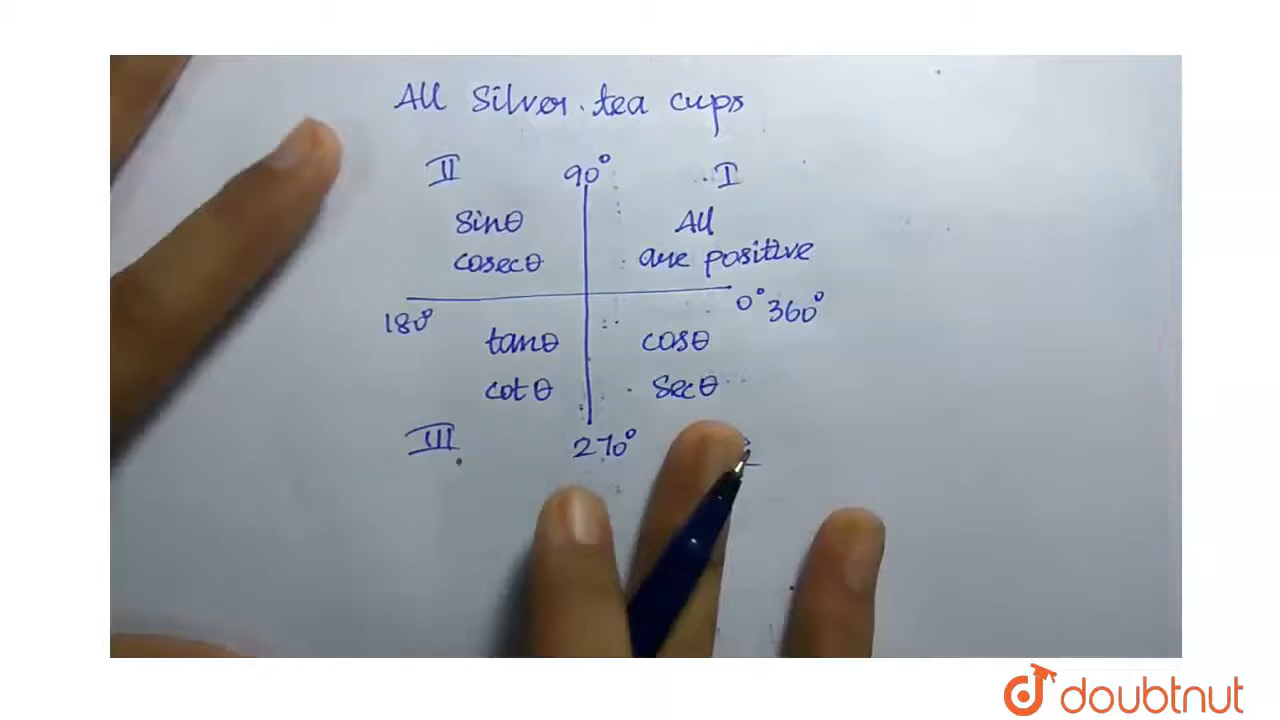 All Silver tea cups
II 90° I
sinθ All
cosecθ are positive
180° 0° 360°
tanθ cosθ
cotθ secθ
III 270°
doubtnut